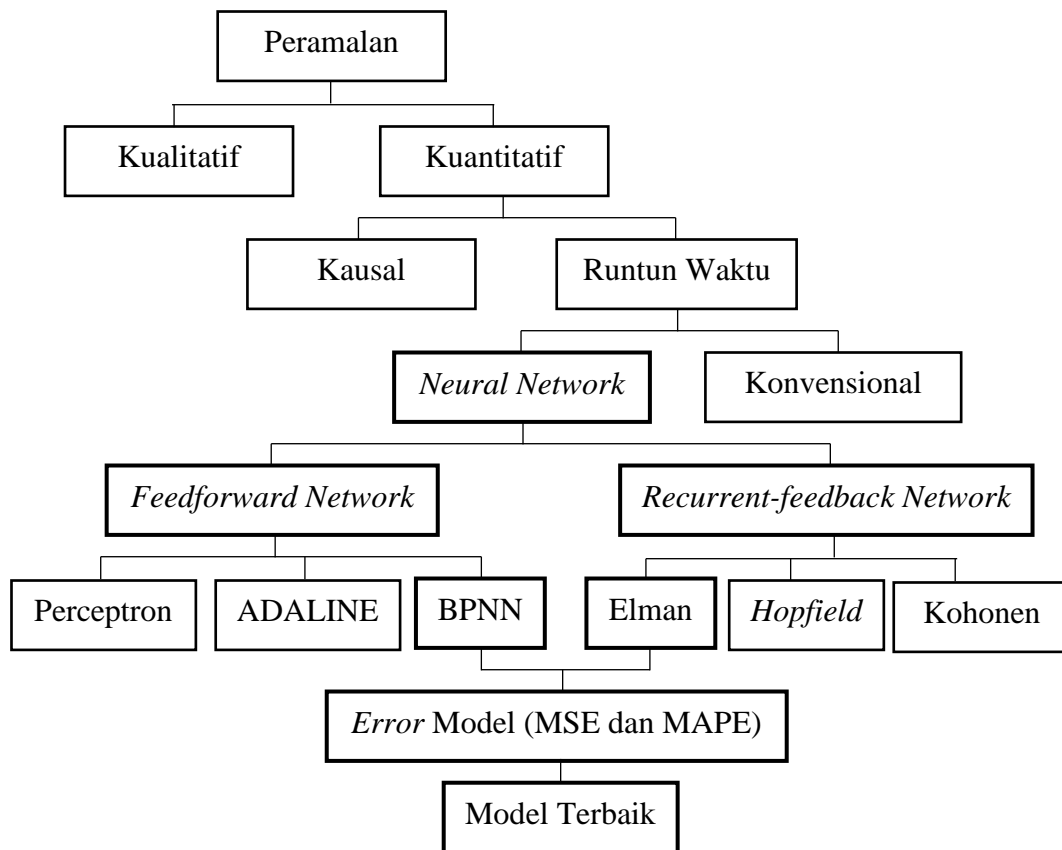 Peramalan
Kualitatif
Kuantitatif
Kausal
Runtun Waktu
Neural Network
Konvensional
Feedforward Network
Recurrent-feedback Network
Perceptron
ADALINE
BPNN
Elman
Hopfield
Kohonen
Error Model (MSE dan MAPE)
Model Terbaik